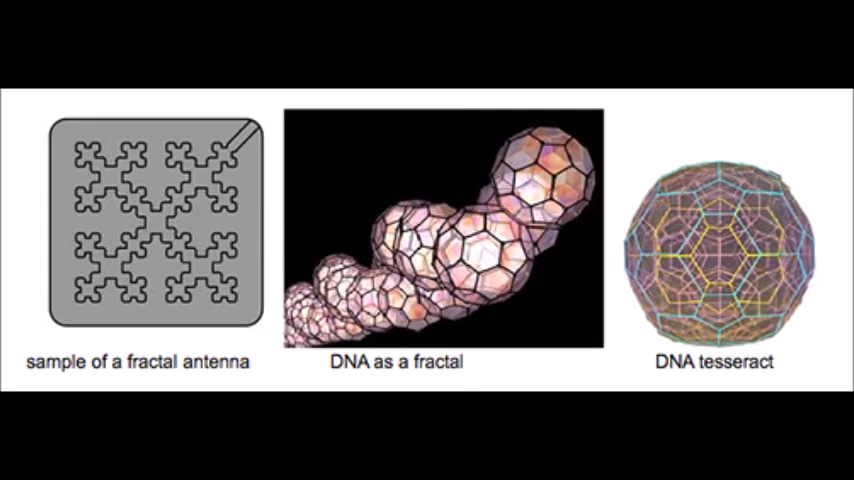 sample of a fractal antenna
DNA as a fractal
DNA tesseract